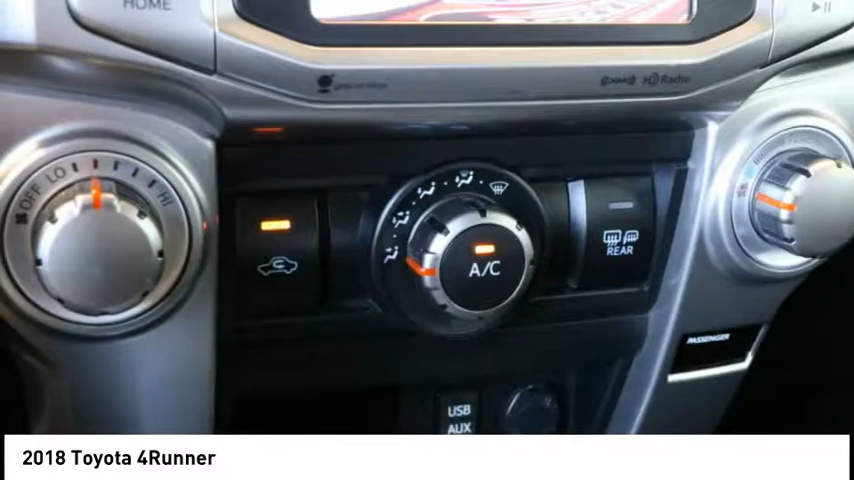 HOME
HD Radio
OFF LO HI
A/C
REAR
PASSENGER
USB
AUX
2018 Toyota 4Runner